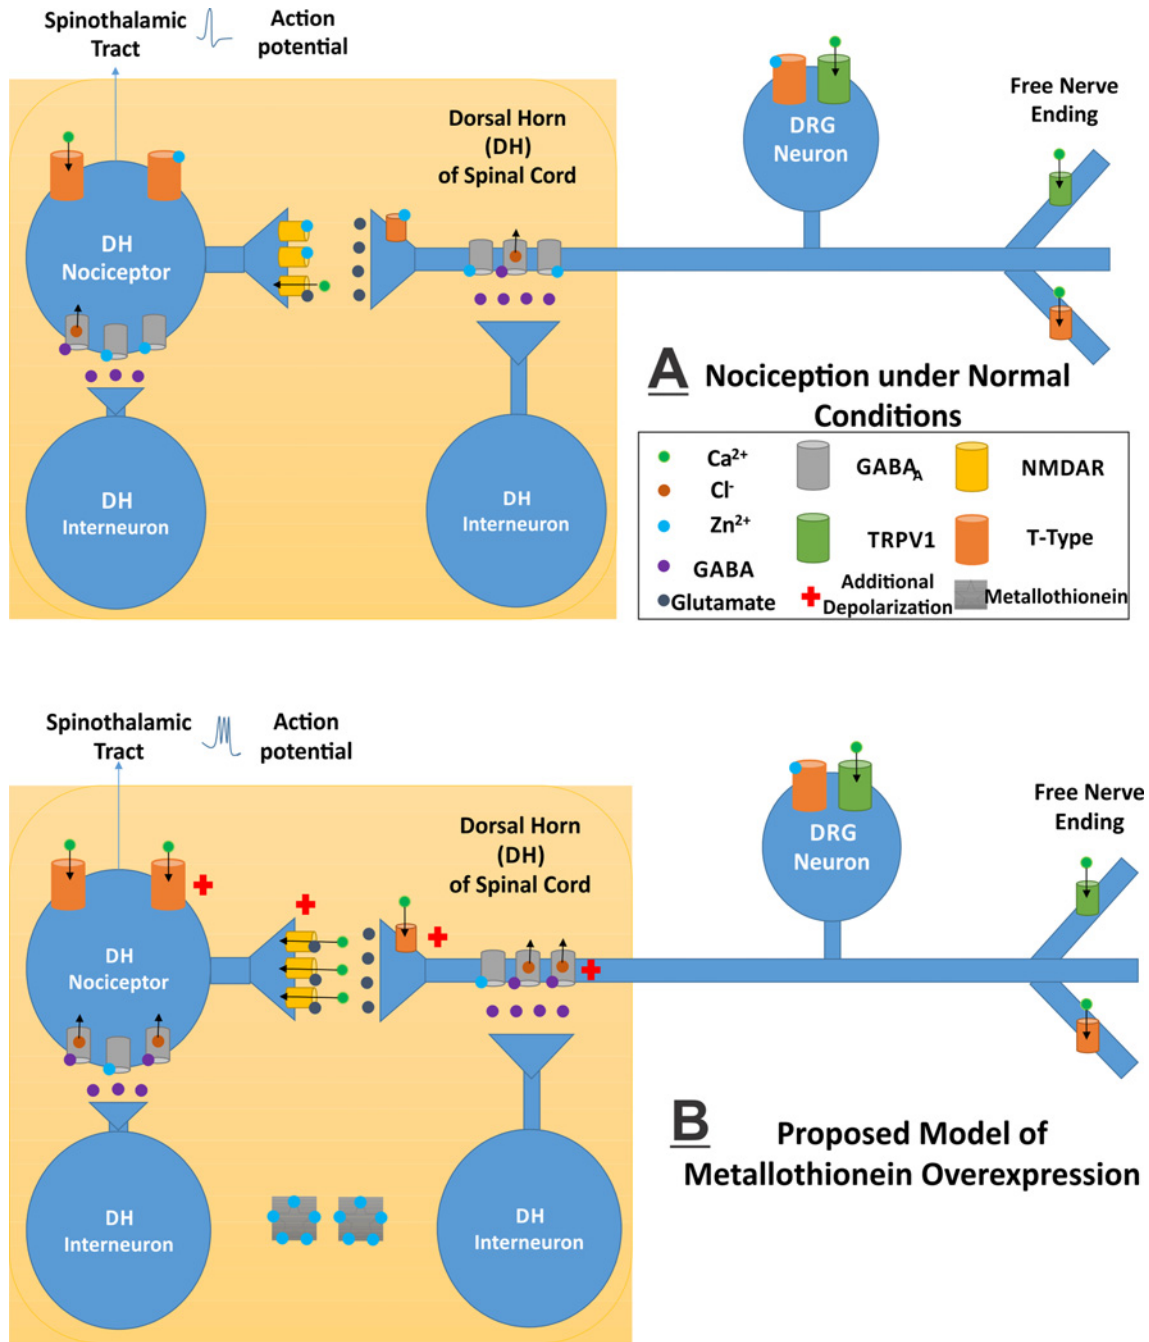 Spinothalamic
Tract
Action
potential
Dorsal Horn
(DH)
of Spinal Cord
DRG
Neuron
Free Nerve
Ending
DH
Nociceptor
DH
Interneuron
DH
Interneuron
A Nociception under Normal
Conditions
Ca2+
Cl-
Zn2+
GABA
Glutamate
GABAA
TRPV1
Additional
Depolarization
NMDAR
T-Type
Metallothionein
Spinothalamic
Tract
Action
potential
Dorsal Horn
(DH)
of Spinal Cord
DRG
Neuron
Free Nerve
Ending
DH
Nociceptor
DH
Interneuron
DH
Interneuron
B Proposed Model of
Metallothionein Overexpression